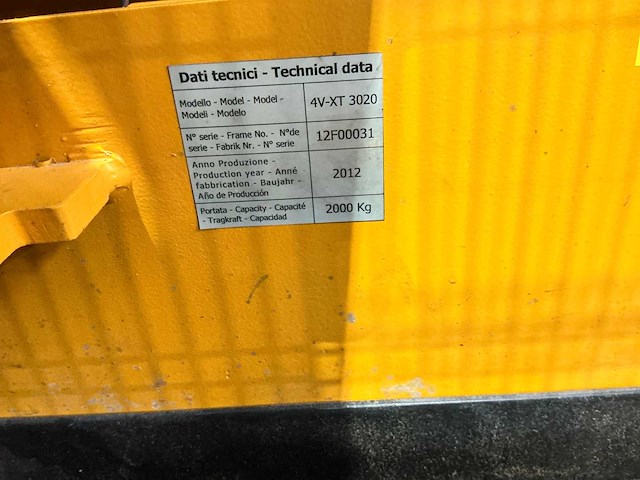 Dati tecnici - Technical data
Modello - Model - Model -
Modell - Modelo
4V-XT 3020
N° serie - Frame No. - N°de
serie - Fabrik Nr. - N° serie
12F00031
Anno Produzione -
Production year - Anné
fabbrication - Baujahr -
Año de Producción
2012
Portata - Capacity - Capacité
- Tragkraft - Capacidad
2000 Kg